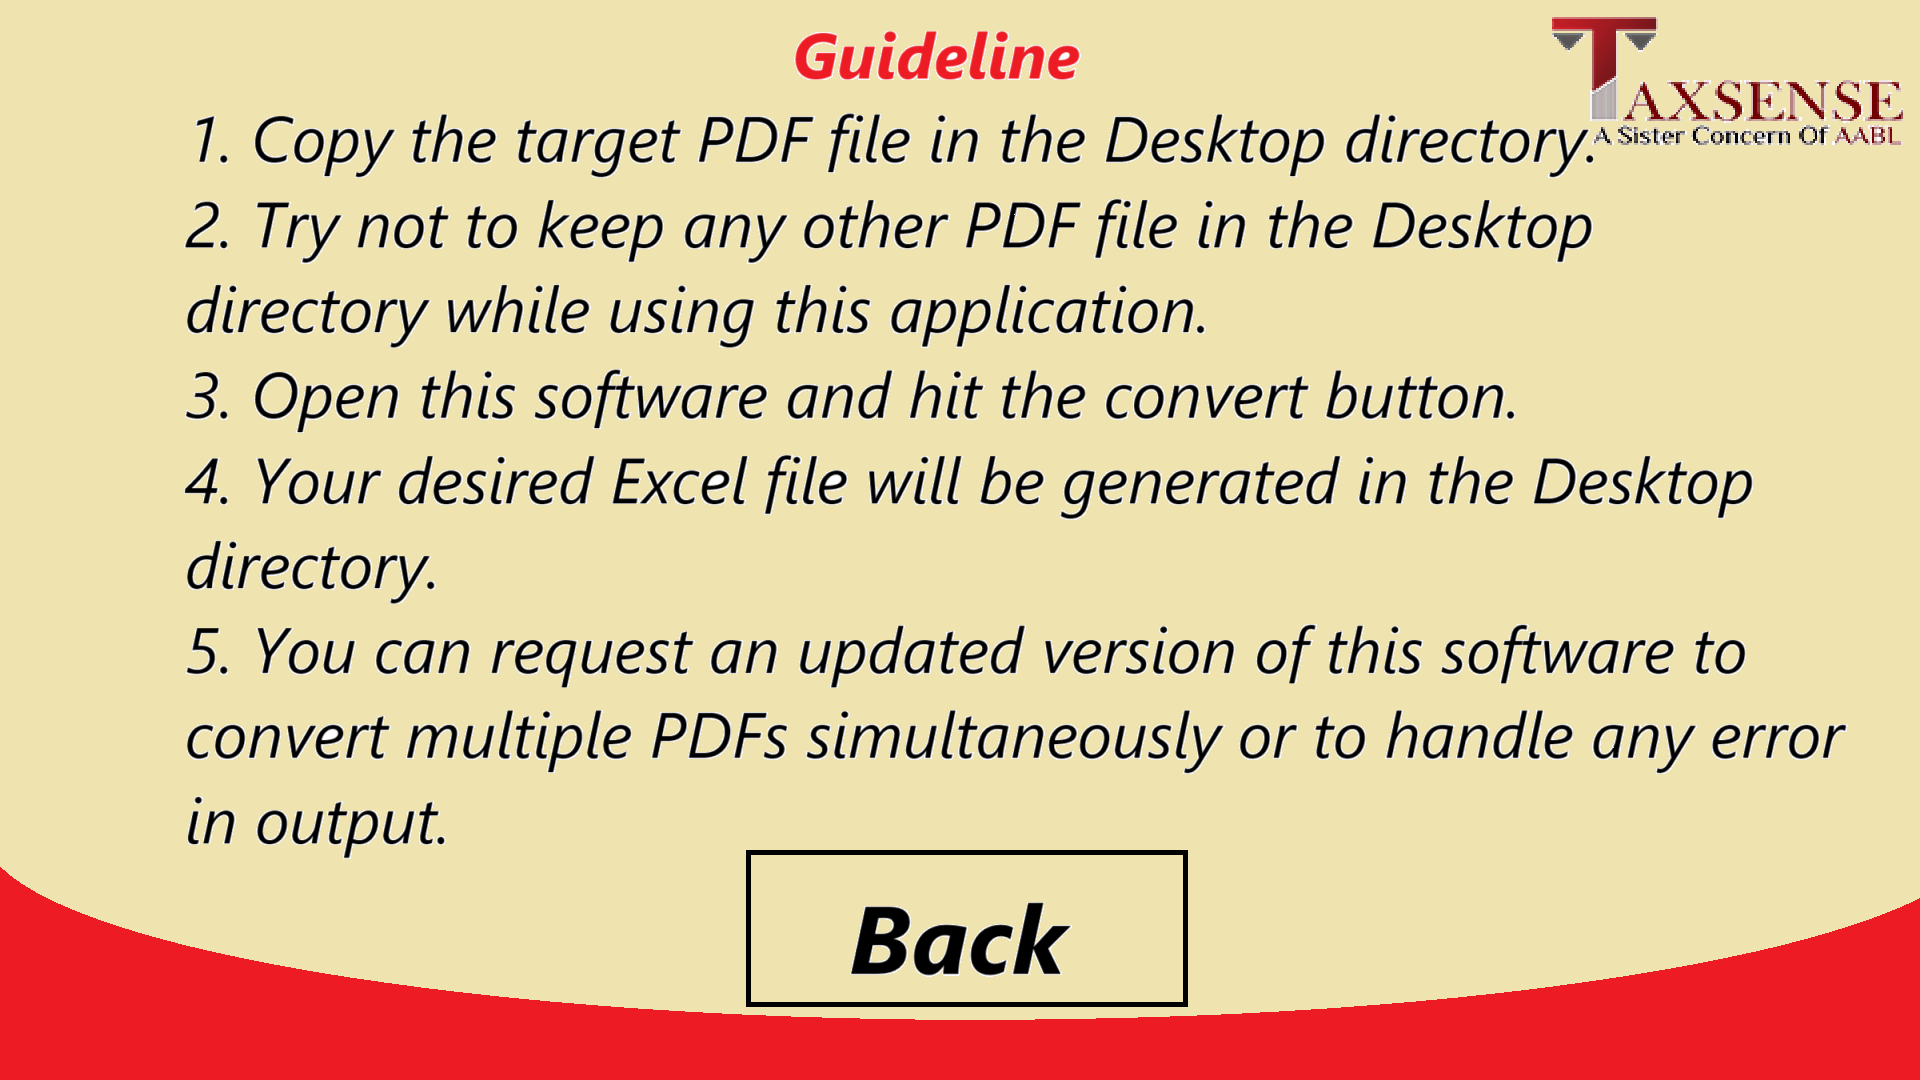 Guideline
TAXSENSE
A Sister Concern Of AABL
1. Copy the target PDF file in the Desktop directory.
2. Try not to keep any other PDF file in the Desktop
directory while using this application.
3. Open this software and hit the convert button.
4. Your desired Excel file will be generated in the Desktop
directory.
5. You can request an updated version of this software to
convert multiple PDFs simultaneously or to handle any error
in output.
Back